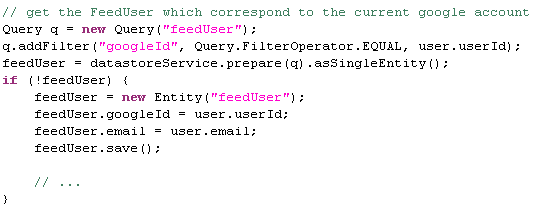 // get the FeedUser which correspond to the current google account
Query q = new Query("feedUser");
q.addFilter("googleId", Query.FilterOperator.EQUAL, user.userId);
feedUser = datastoreService.prepare(q).asSingleEntity();
if (!feedUser) {
    feedUser = new Entity("feedUser");
    feedUser.googleId = user.userId;
    feedUser.email = user.email;
    feedUser.save();

    // ...
}